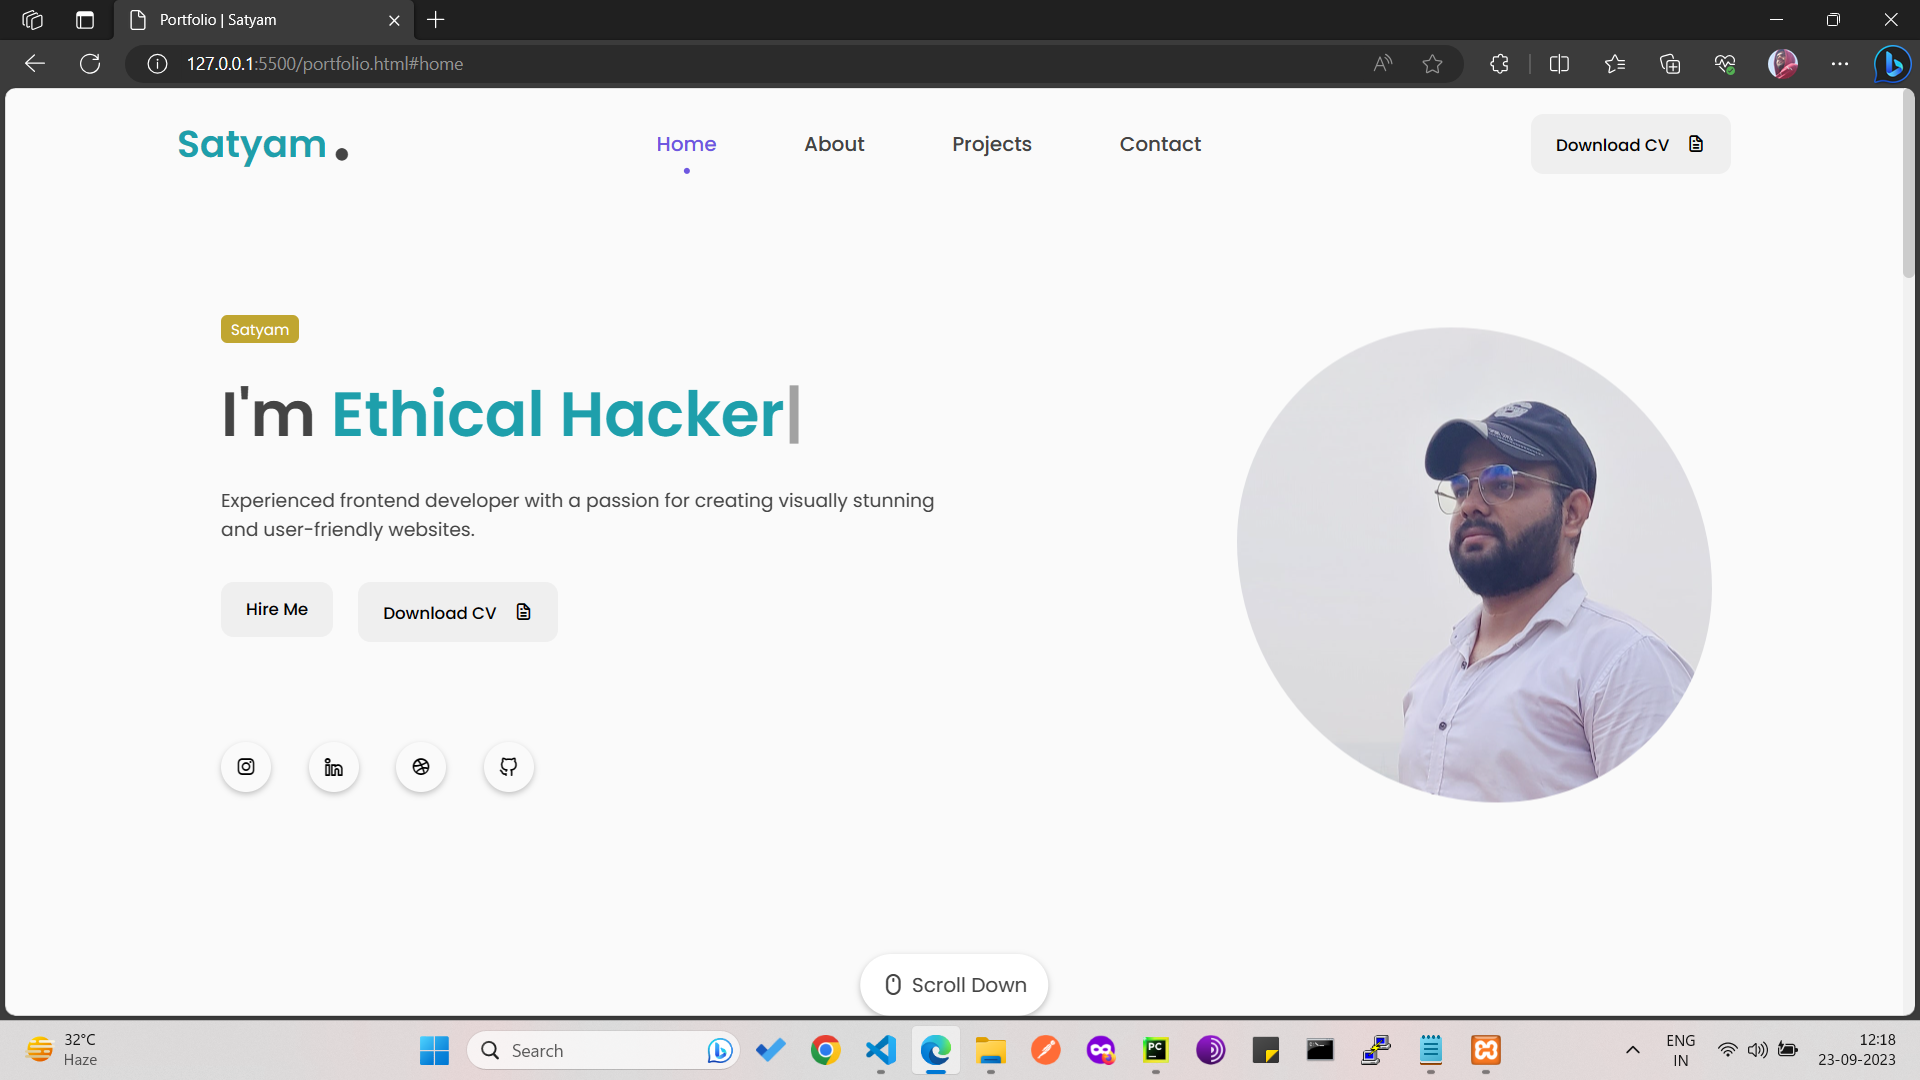 Portfolio | Satyam
127.0.0.1:5500/portfolio.html#home
Satyam .
Home
About
Projects
Contact
Download CV
Satyam
I'm Ethical Hacker|
Experienced frontend developer with a passion for creating visually stunning
and user-friendly websites.
Hire Me
Download CV
Scroll Down
32°C
Haze
Search
PC
ENG
IN
12:18
23-09-2023